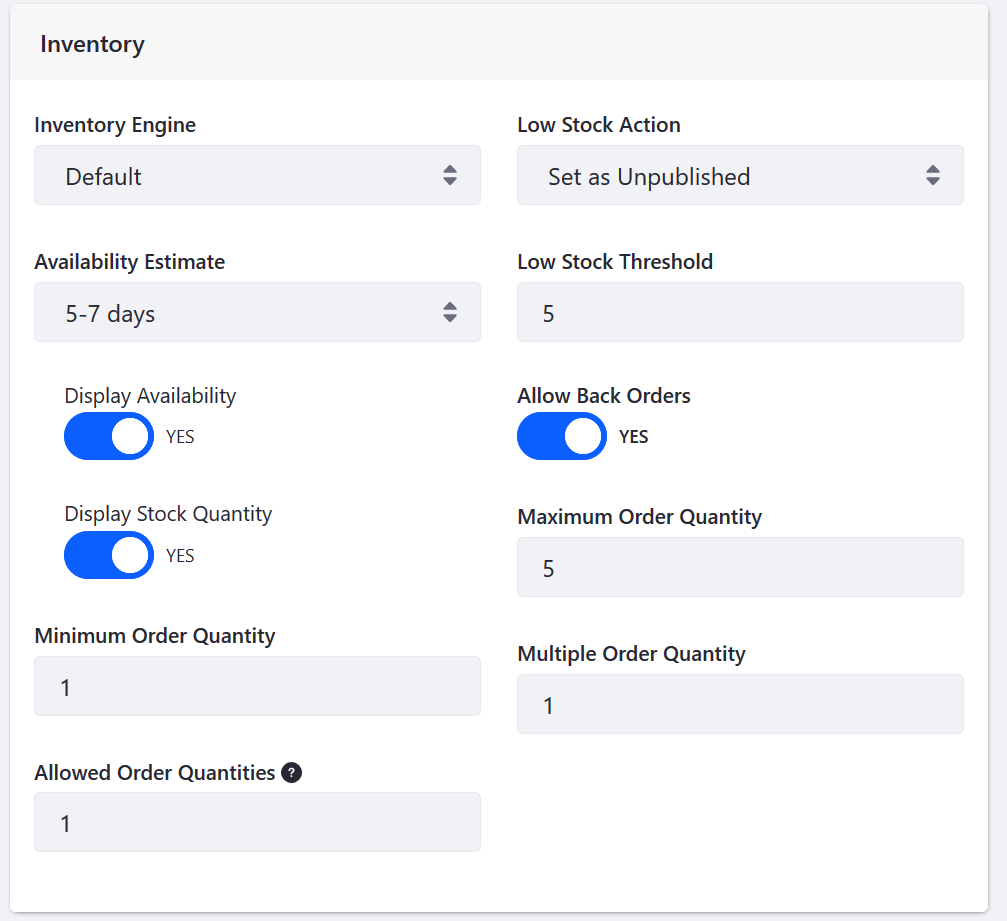 Inventory
Inventory Engine
Default
Low Stock Action
Set as Unpublished
Availability Estimate
5-7 days
Low Stock Threshold
5
Display Availability
YES
Allow Back Orders
YES
Display Stock Quantity
YES
Maximum Order Quantity
5
Minimum Order Quantity
1
Multiple Order Quantity
1
Allowed Order Quantities ?
1